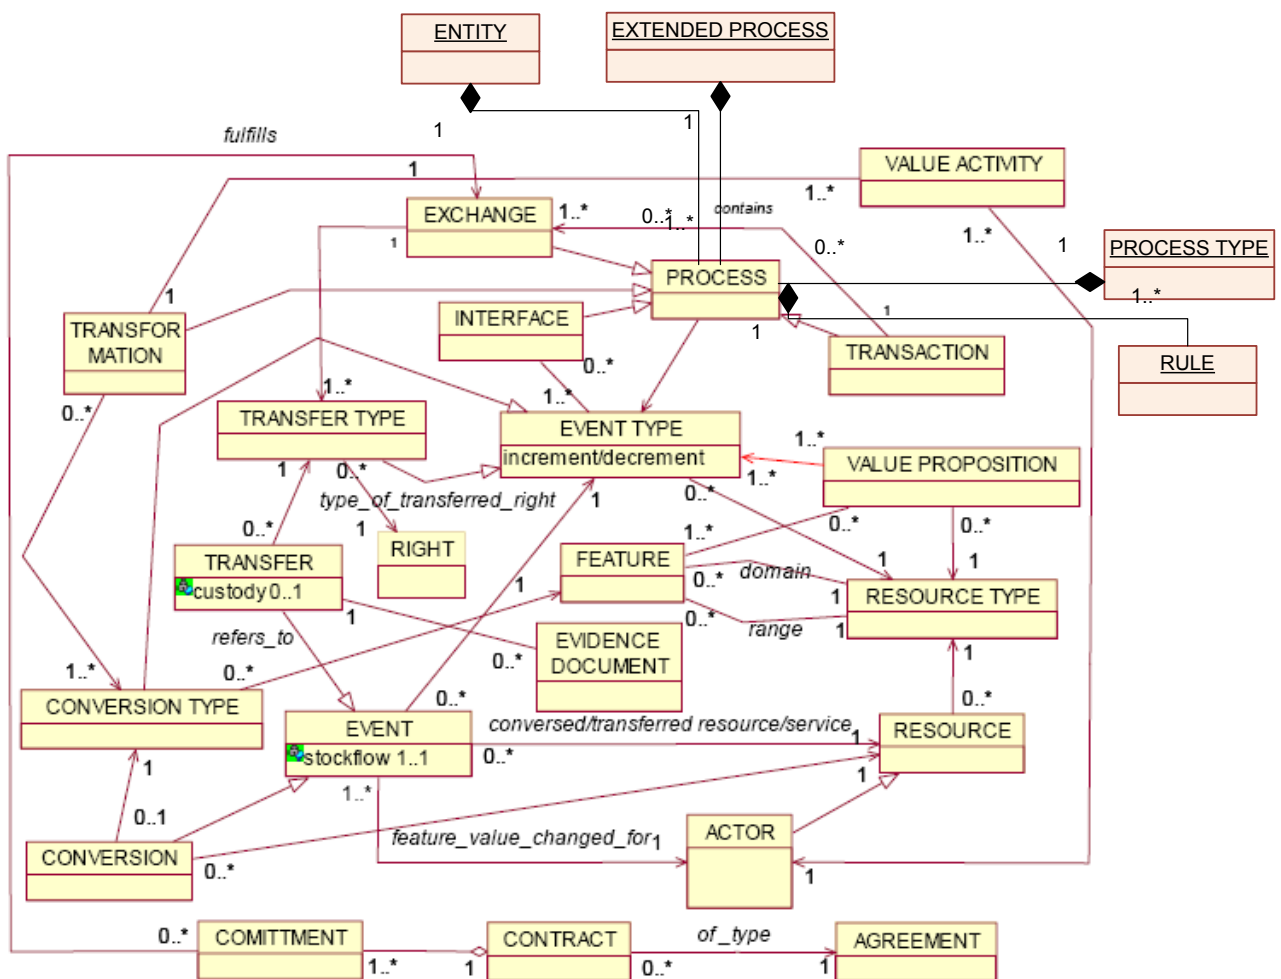 ENTITY
EXTENDED PROCESS
1
1
fulfills
1
VALUE ACTIVITY
1..*
EXCHANGE
1..*
0..*
1..*
contains
1
0..*
1..*
1
PROCESS TYPE
1..*
PROCESS
1
TRANSFOR
MATION
INTERFACE
0..*
1
1
TRANSACTION
RULE
0..*
1..*
TRANSFER TYPE
1..*
EVENT TYPE
increment/decrement
1..*
1..*
VALUE PROPOSITION
1
0..*
type_of_transferred_right
1
0..*
0..*
0..*
0..*
1
RIGHT
1..*
1
1
TRANSFER
custody 0..1
1
FEATURE
1
0..*
domain
1
RESOURCE TYPE
0..*
range
1
1
refers_to
EVIDENCE
DOCUMENT
0..*
1..*
0..*
CONVERSION TYPE
0..*
0..*
EVENT
stockflow 1..1
conversed/transferred resource/service
0..*
1
RESOURCE
1
1
1..*
0..1
CONVERSION
0..*
feature_value_changed_for
1
ACTOR
1
0..*
COMITTMENT
1..*
1
CONTRACT
of_type
0..*
1
AGREEMENT